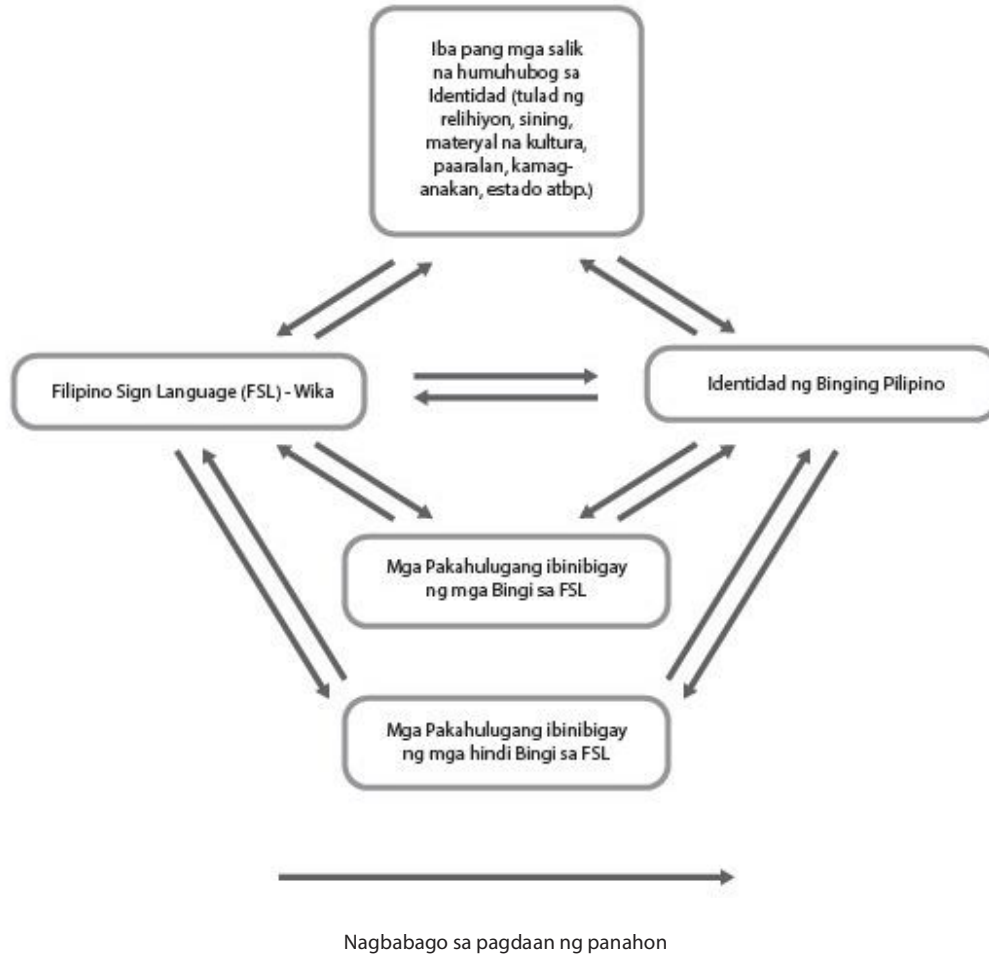 Iba pang mga salik
na humuhubog sa
Identidad (tulad ng
relihiyon, sining,
materyal na kultura,
paaralan, kamag-
anakan, estado atbp.)
Filipino Sign Language (FSL) - Wika
Identidad ng Binging Pilipino
Mga Pakahulugang ibinibigay
ng mga Bingi sa FSL
Mga Pakahulugang ibinibigay
ng mga hindi Bingi sa FSL
Nagbabago sa pagdaan ng panahon